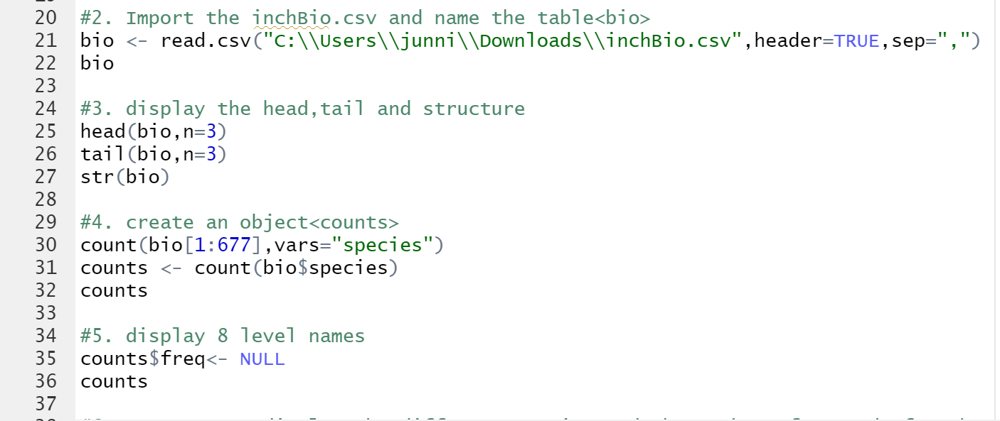 20 #2. Import the inchBio.csv and name the table<bio>
21 bio <- read.csv("C:\\Users\\junni\\Downloads\\inchBio.csv",header=TRUE,sep=",")
22 bio
23
24 #3. display the head,tail and structure
25 head(bio,n=3)
26 tail(bio,n=3)
27 str(bio)
28
29 #4. create an object<counts>
30 count(bio[1:677],vars="species")
31 counts <- count(bio$species)
32 counts
33
34 #5. display 8 level names
35 counts$freq<- NULL
36 counts
37